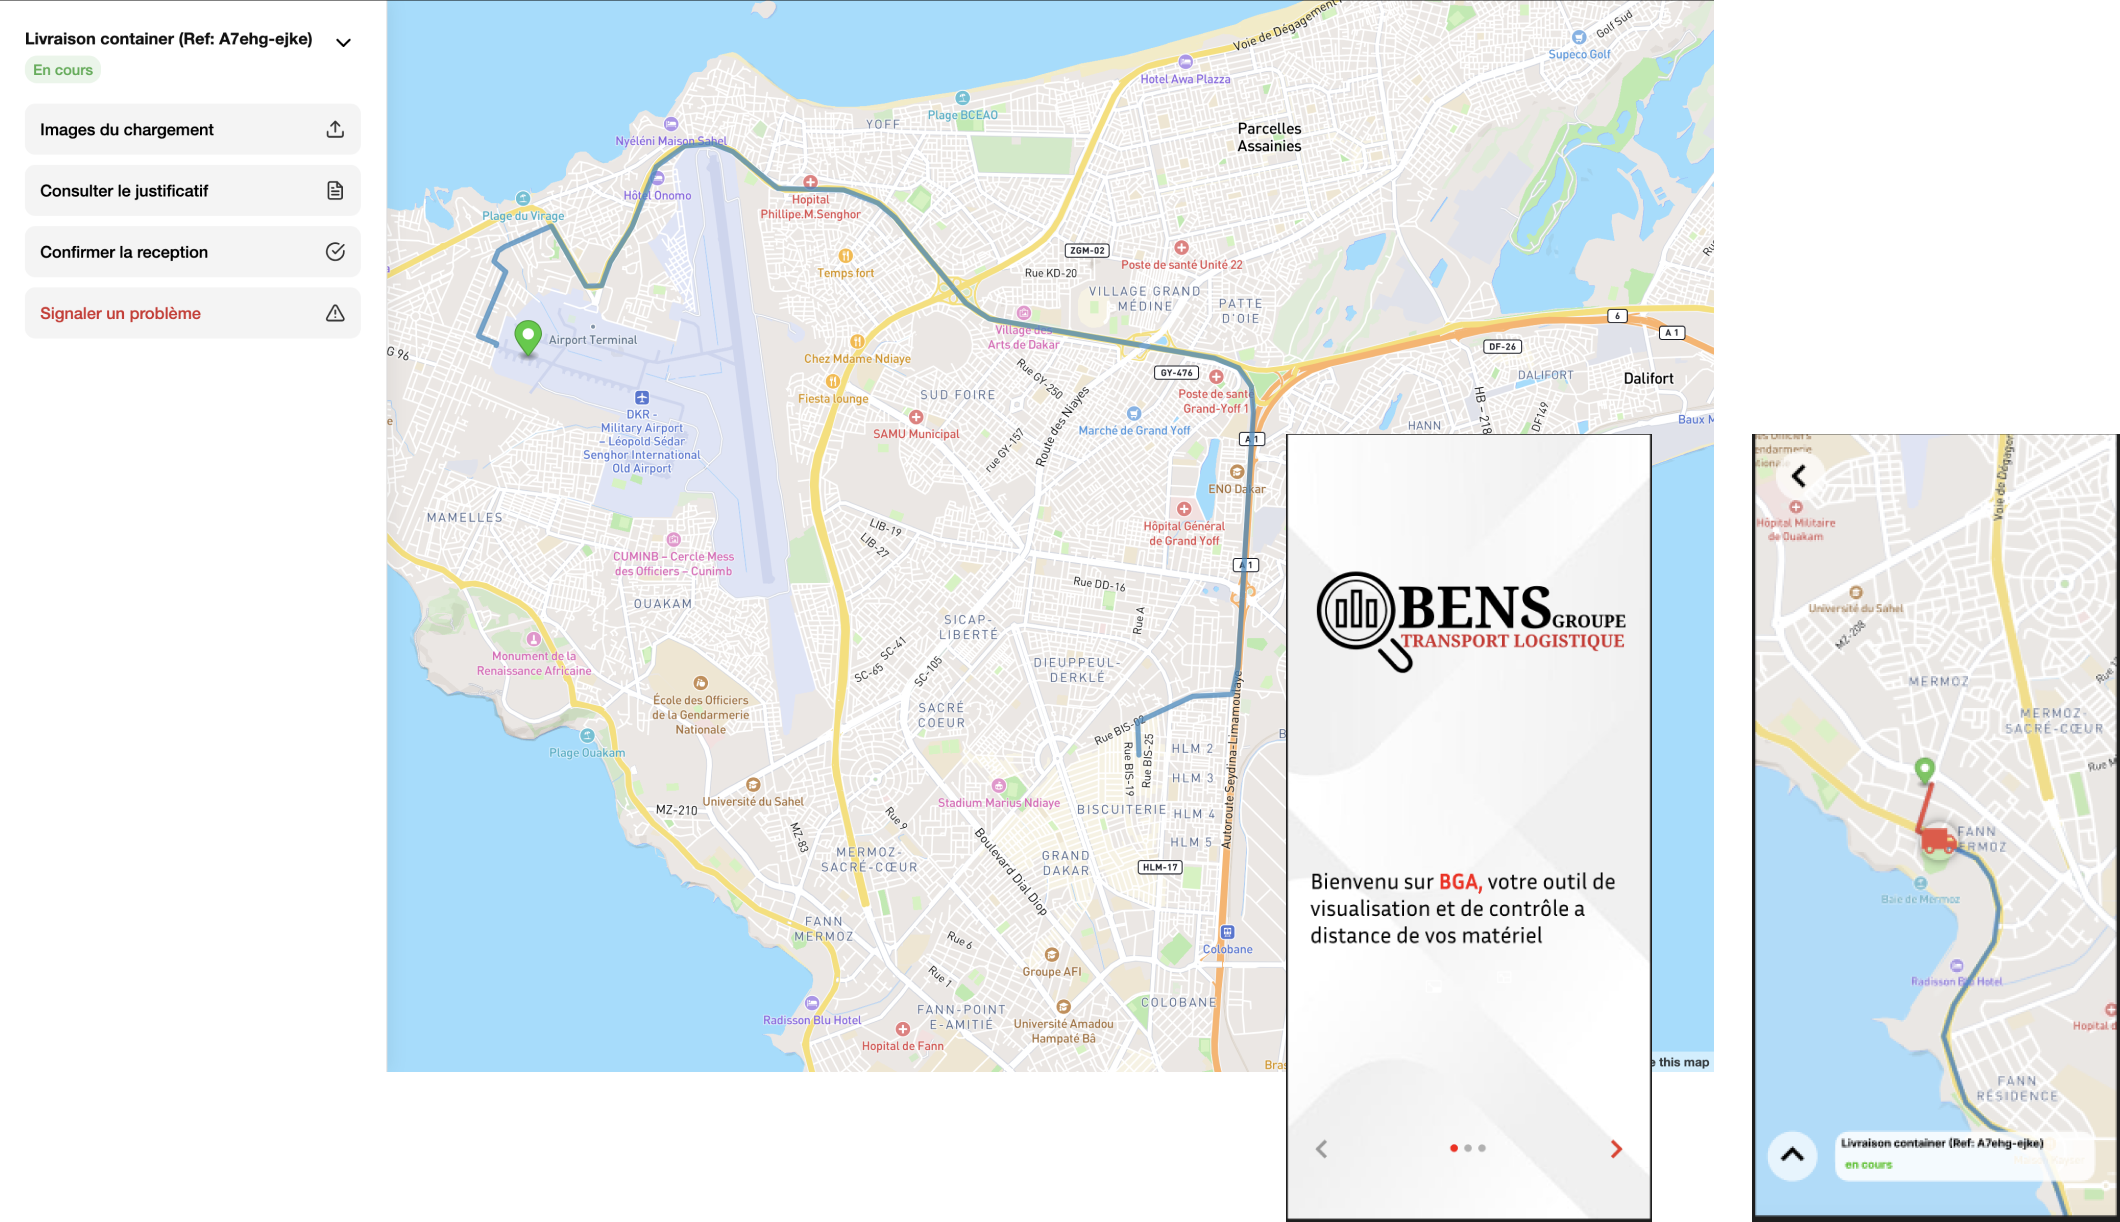 Livraison container (Ref: A7ehg-ejke)
En cours
Images du chargement
Consulter le justificatif
Confirmer la reception
Signaler un problème
Voie de Dégagement
Golf Sud
Supeco Golf
Hotel Awa Plazza
Plage BCEAO
YOFF
Parcelles
Assainies
Nyéléni Maison Sahel
Hôtel Onomo
Hopital
Phillipe.M.Senghor
Plage du Virage
ZGM-02
Poste de santé Unité 22
Rue KD-20
Temps fort
VILLAGE GRAND
MÉDINE
PATTE
D'OIE
Village des
Arts de Dakar
6
A 1
DF-26
Airport Terminal
G 96
Chez Mdame Ndiaye
GY-476
Rue GY-250
DALIFORT
Dalifort
Fiesta lounge
SUD FOIRE
Route des Niayes
Poste de sant
Grand-Yoff 1
HB - 218
DF149
DKR -
Military Airport
- Léopold Sédar
Senghor International
Old Airport
SAMU Municipal
Marché de Grand Yoff
HANN
Baux M
A 1
rue GY-157
ENO Dakar
MAMELLES
LIB-19
LIB-27
Hôpital Général
de Grand Yoff
CUMINB – Cercle Mess
des Officiers – Cunimb
A 1
Rue DD-16
OUAKAM
Rue A
SICAP-
LIBERTÉ
SC-41
SC-65
SC-105
Monument de la
Renaissance Africaine
DIEUPPEUL-
DERKLÉ
École des Officiers
de la Gendarmerie
Nationale
SACRÉ
COEUR
Plage Ouakam
Rue BIS-02
Rue BIS-19
Rue BIS-25
HLM 2
HLM 3
HLM 4
HLM 5
Autoroute Seydina-Limamoulaye
Université du Sahel
Stadium Marius Ndiaye
MZ-210
BISCUITERIE
Rue 9
MZ-83
Boulevard Dial Diop
MERMOZ-
SACRÉ-CŒUR
GRAND
DAKAR
HLM-17
FANN
MERMOZ
Rue 6
Colobane
Groupe AFI
Rue 1
Radisson Blu Hotel
FANN-POINT
E-AMITIÉ
COLOBANE
Université Amadou
Hampaté Bâ
Hopital de Fann
Bras
e this map
BENS GROUPE
TRANSPORT LOGISTIQUE
Bienvenu sur BGA, votre outil de
visualisation et de contrôle a
distance de vos matériel
endarmerie
Voie de Dégager
Hôpital Militaire
de Ouakam
Université du Sahel
MZ-208
MERMOZ
MERMOZ
SACRÉ-CŒUR
Rue M
FANN
ERMOZ
Baie de Mermoz
Radisson Blu Hotel
Hopital d
FANN
RÉSIDENCE
Livraison container (Ref: A7ehg-ejke)
en cours